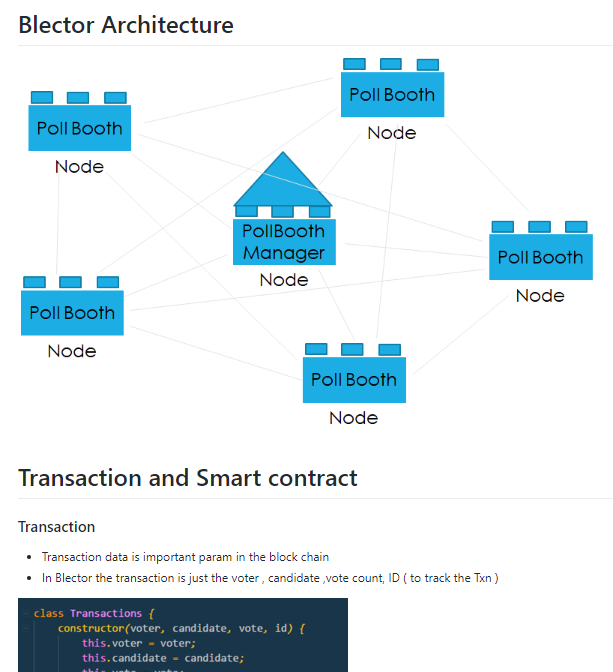 Blector Architecture
Poll Booth
Node
Poll Booth
Node
PollBooth
Manager
Node
Poll Booth
Node
Poll Booth
Node
Poll Booth
Node
Transaction and Smart contract
Transaction
• Transaction data is important param in the block chain
• In Blector the transaction is just the voter , candidate ,vote count, ID ( to track the Txn )
class Transactions {
constructor(voter, candidate, vote, id) {
this.voter = voter;
this.candidate = candidate;